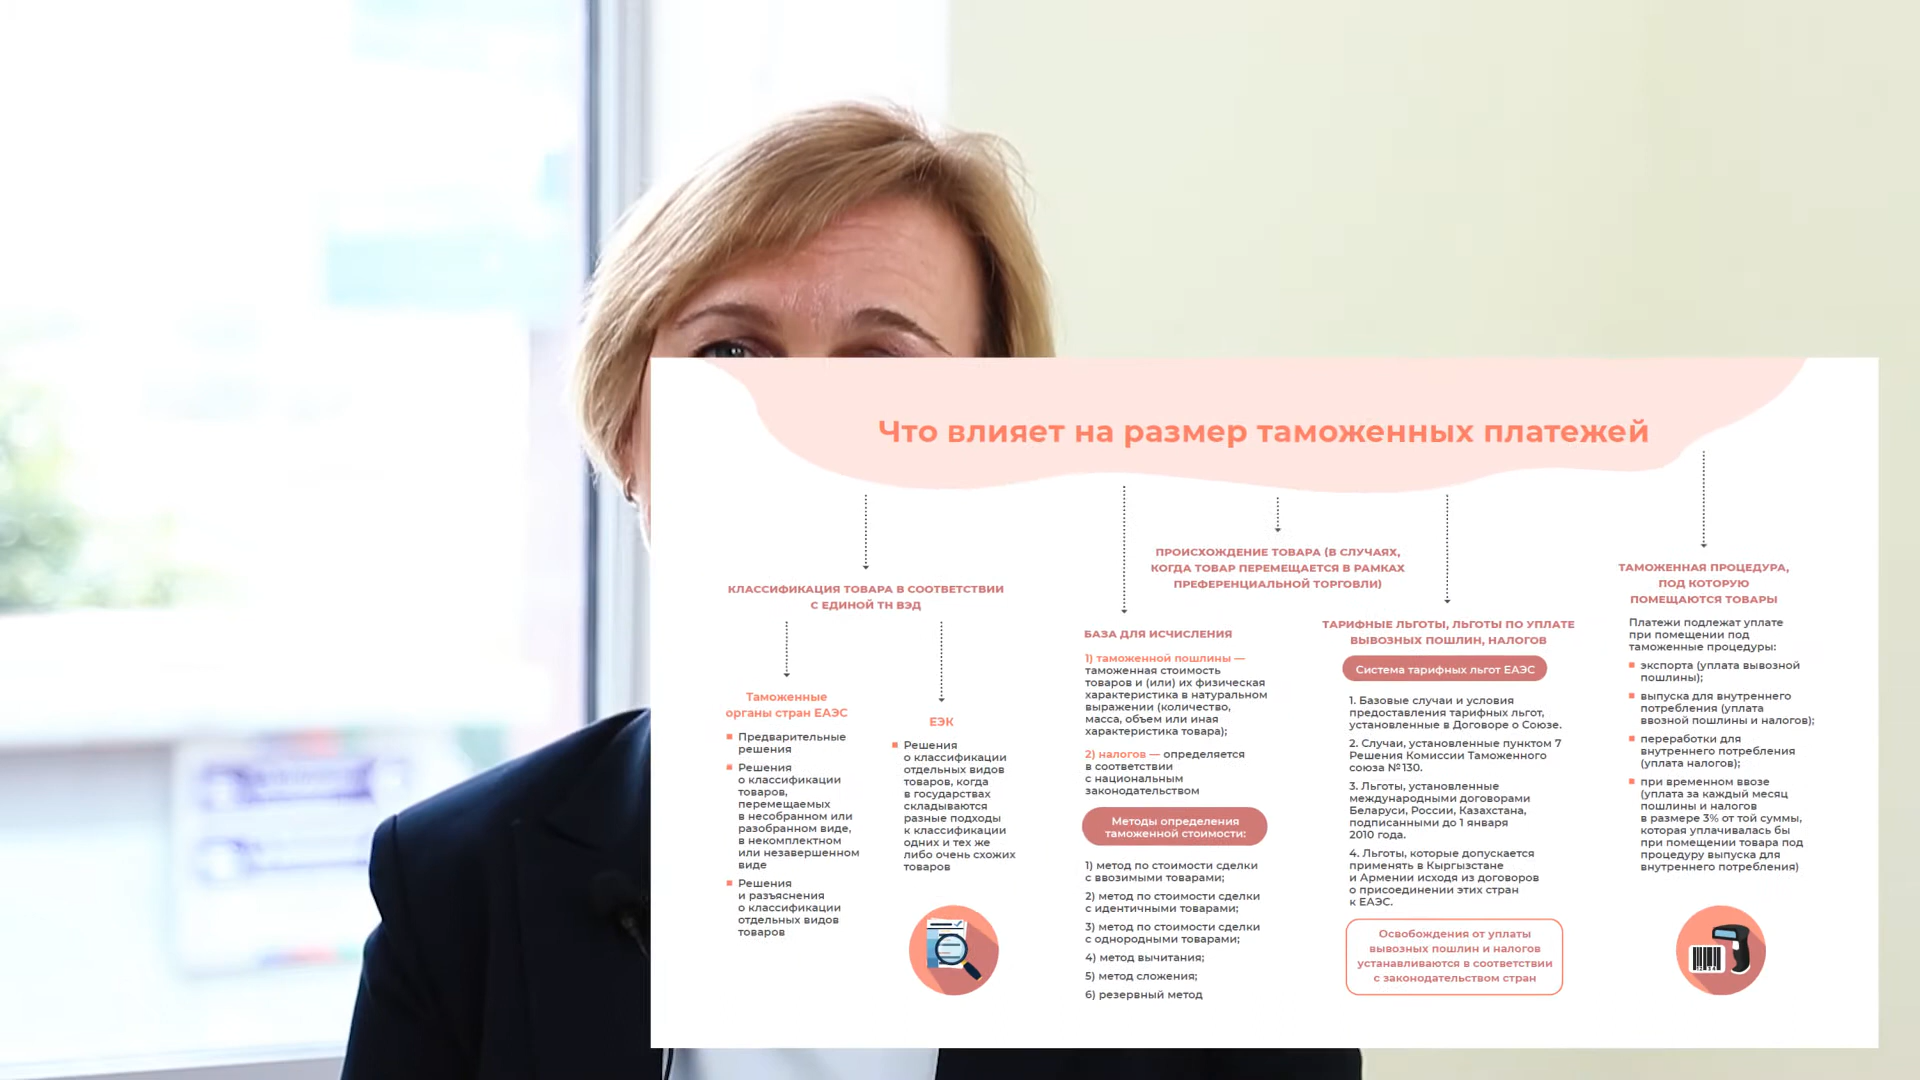 Что влияет на размер таможенных платежей
КЛАССИФИКАЦИЯ ТОВАРА В СООТВЕТСТВИИ
С ЕДИНОЙ ТН ВЭД
Таможенные
органы стран ЕАЭС
Предварительные
решения
Решения
о классификации
товаров,
перемещаемых
в несобранном или
разобранном виде,
в некомплектном
или незавершенном
виде
Решения
и разъяснения
о классификации
отдельных видов
товаров
ЕЭК
Решения
о классификации
отдельных видов
товаров, когда
в государствах
складываются
разные подходы
к классификации
одних и тех же
либо очень схожих
товаров
БАЗА ДЛЯ ИСЧИСЛЕНИЯ
1) таможенной пошлины —
таможенная стоимость
товаров и (или) их физическая
характеристика в натуральном
выражении (количество,
масса, объем или иная
характеристика товара);
2) налогов — определяется
в соответствии
с национальным
законодательством
Методы определения
таможенной стоимости:
1) метод по стоимости сделки
с ввозимыми товарами;
2) метод по стоимости сделки
с идентичными товарами;
3) метод по стоимости сделки
с однородными товарами;
4) метод вычитания;
5) метод сложения;
6) резервный метод
ПРОИСХОЖДЕНИЕ ТОВАРА (В СЛУЧАЯХ,
КОГДА ТОВАР ПЕРЕМЕЩАЕТСЯ В РАМКАХ
ПРЕФЕРЕНЦИАЛЬНОЙ ТОРГОВЛИ)
ТАРИФНЫЕ ЛЬГОТЫ, ЛЬГОТЫ ПО УПЛАТЕ
ВЫВОЗНЫХ ПОШЛИН, НАЛОГОВ
Система тарифных льгот ЕАЭС
1. Базовые случаи и условия
предоставления тарифных льгот,
установленные в Договоре о Союзе.
2. Случаи, установленные пунктом 7
Решения Комиссии Таможенного
союза №130.
3. Льготы, установленные
международными договорами
Беларуси, России, Казахстана,
подписанными до 1 января
2010 года.
4. Льготы, которые допускается
применять в Кыргызстане
и Армении исходя из договоров
о присоединении этих стран
к ЕАЭС.
Освобождения от уплаты
вывозных пошлин и налогов
устанавливаются в соответствии
с законодательством стран
ТАМОЖЕННАЯ ПРОЦЕДУРА,
ПОД КОТОРУЮ
ПОМЕЩАЮТСЯ ТОВАРЫ
Платежи подлежат уплате
при помещении под
таможенные процедуры:
экспорта (уплата вывозной
пошлины);
выпуска для внутреннего
потребления (уплата
ввозной пошлины и налогов);
переработки для
внутреннего потребления
(уплата налогов);
при временном ввозе
(уплата за каждый месяц
пошлины и налогов
в размере 3% от той суммы,
которая уплачивалась бы
при помещении товара под
процедуру выпуска для
внутреннего потребления)